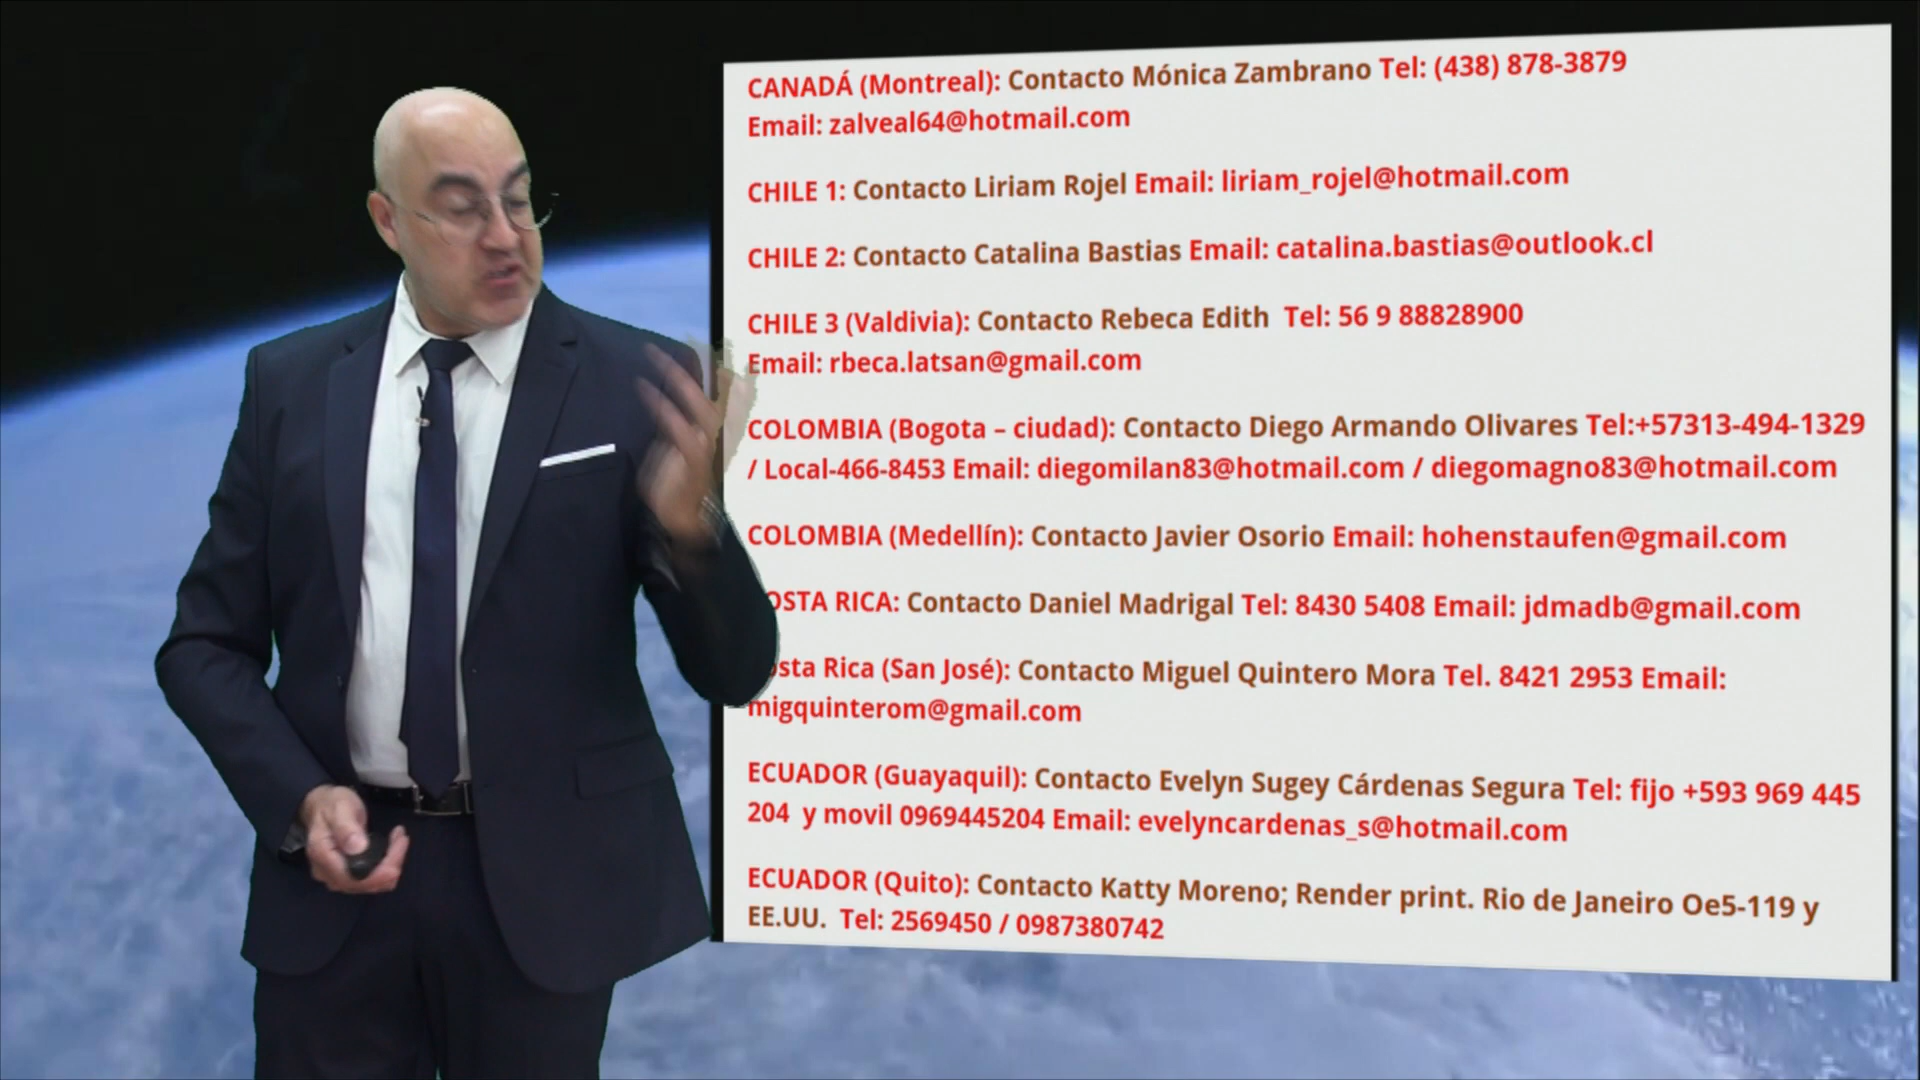 CANADÁ (Montreal): Contacto Mónica Zambrano Tel: (438) 878-3879
Email: zalveal64@hotmail.com
CHILE 1: Contacto Liriam Rojel Email: liriam_rojel@hotmail.com
CHILE 2: Contacto Catalina Bastias Email: catalina.bastias@outlook.cl
CHILE 3 (Valdivia): Contacto Rebeca Edith Tel: 56 9 88828900
Email: rbeca.latsan@gmail.com
COLOMBIA (Bogota – ciudad): Contacto Diego Armando Olivares Tel:+57313-494-1329
/ Local-466-8453 Email: diegomilan83@hotmail.com / diegomagno83@hotmail.com
COLOMBIA (Medellín): Contacto Javier Osorio Email: hohenstaufen@gmail.com
OSTA RICA: Contacto Daniel Madrigal Tel: 8430 5408 Email: jdmadb@gmail.com
osta Rica (San José): Contacto Miguel Quintero Mora Tel. 8421 2953 Email:
migquinterom@gmail.com
ECUADOR (Guayaquil): Contacto Evelyn Sugey Cárdenas Segura Tel: fijo +593 969 445
204 y movil 0969445204 Email: evelyncardenas_s@hotmail.com
ECUADOR (Quito): Contacto Katty Moreno; Render print. Rio de Janeiro Oe5-119 y
EE.UU. Tel: 2569450 / 0987380742